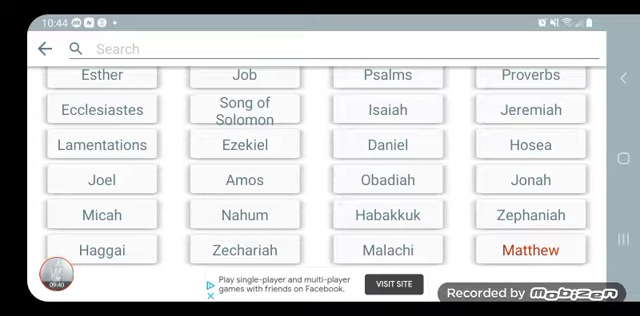 10:44
Search
Esther Job Psalms Proverbs
Ecclesiastes Song of Solomon Isaiah Jeremiah
Lamentations Ezekiel Daniel Hosea
Joel Amos Obadiah Jonah
Micah Nahum Habakkuk Zephaniah
Haggai Zechariah Malachi Matthew
09:40
Play single-player and multi-player
games with friends on Facebook.
VISIT SITE
Recorded by Mobizen